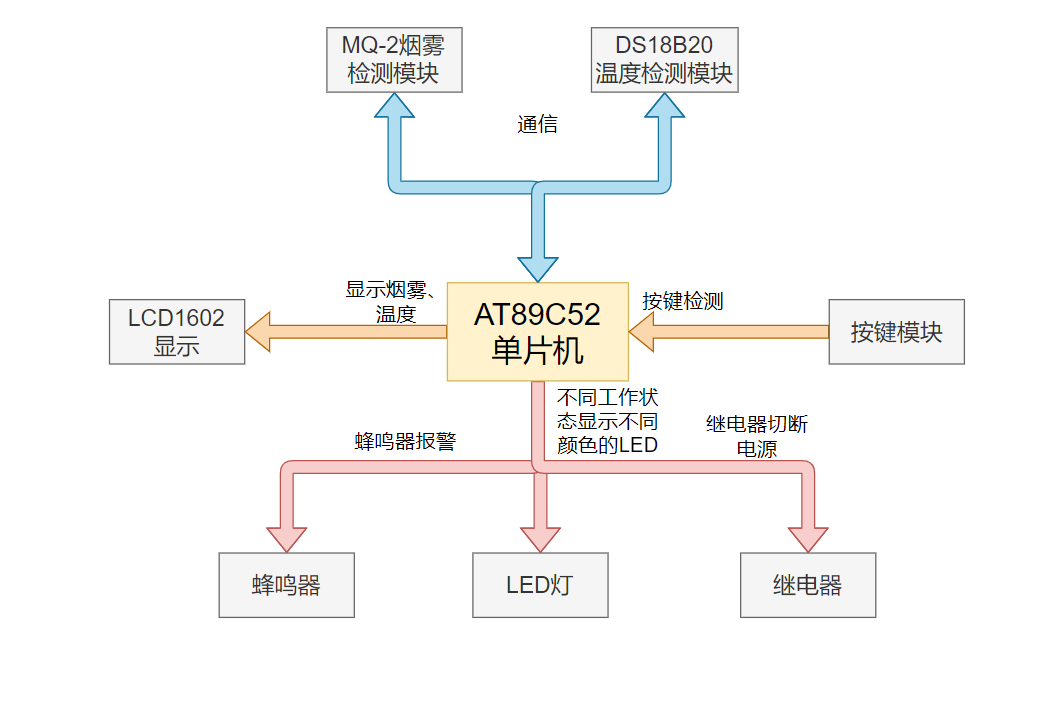 MQ-2烟雾
检测模块
DS18B20
温度检测模块
通信
显示烟雾、
温度
按键检测
LCD1602
显示
AT89C52
单片机
按键模块
不同工作状
态显示不同
颜色的LED
蜂鸣器报警
继电器切断
电源
蜂鸣器
LED灯
继电器